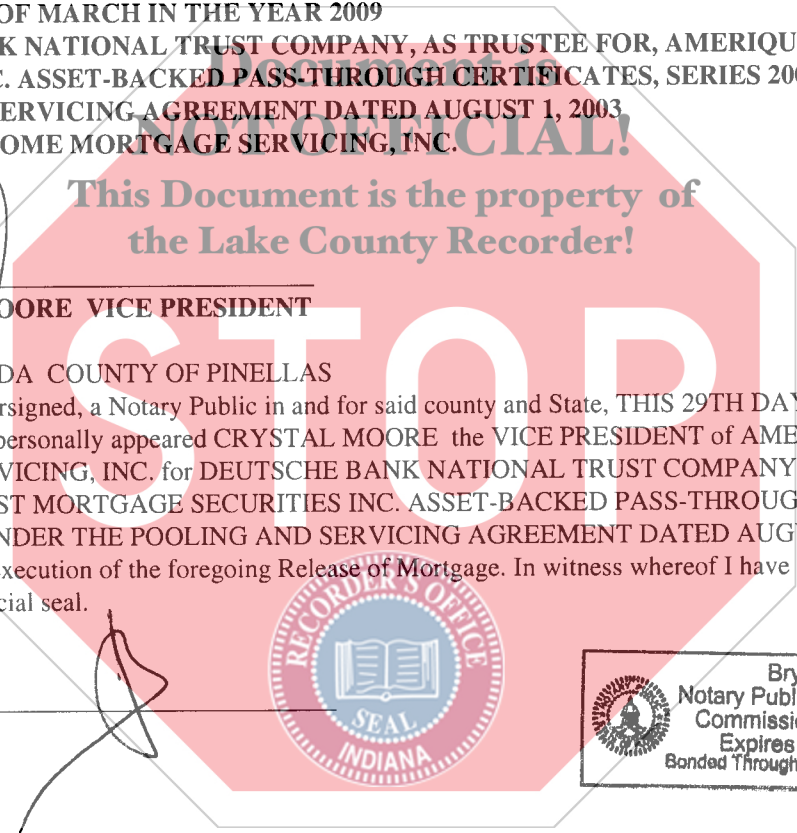 OF MARCH IN THE YEAR 2009
K NATIONAL TRUST COMPANY, AS TRUSTEE FOR, AMERIQU
Document is
C. ASSET-BACKED PASS-THROUGH CERTIFICATES, SERIES 200
ERVICING AGREEMENT DATED AUGUST 1, 2003
NOT OFFICIAL!
OME MORTGAGE SERVICING, INC.
This Document is the property of
the Lake County Recorder!
OORE VICE PRESIDENT
STOP
DA COUNTY OF PINELLAS
rsigned, a Notary Public in and for said county and State, THIS 29TH DAY
personally appeared CRYSTAL MOORE the VICE PRESIDENT of AME
VICING, INC. for DEUTSCHE BANK NATIONAL TRUST COMPANY
ST MORTGAGE SECURITIES INC. ASSET-BACKED PASS-THROUG
NDER THE POOLING AND SERVICING AGREEMENT DATED AUGU
xecution of the foregoing Release of Mortgage. In witness whereof I have
cial seal.
RECORDER'S OFFICE
SEAL
INDIANA
Bry
Notary Publi
Commissio
Expires
Bonded Through